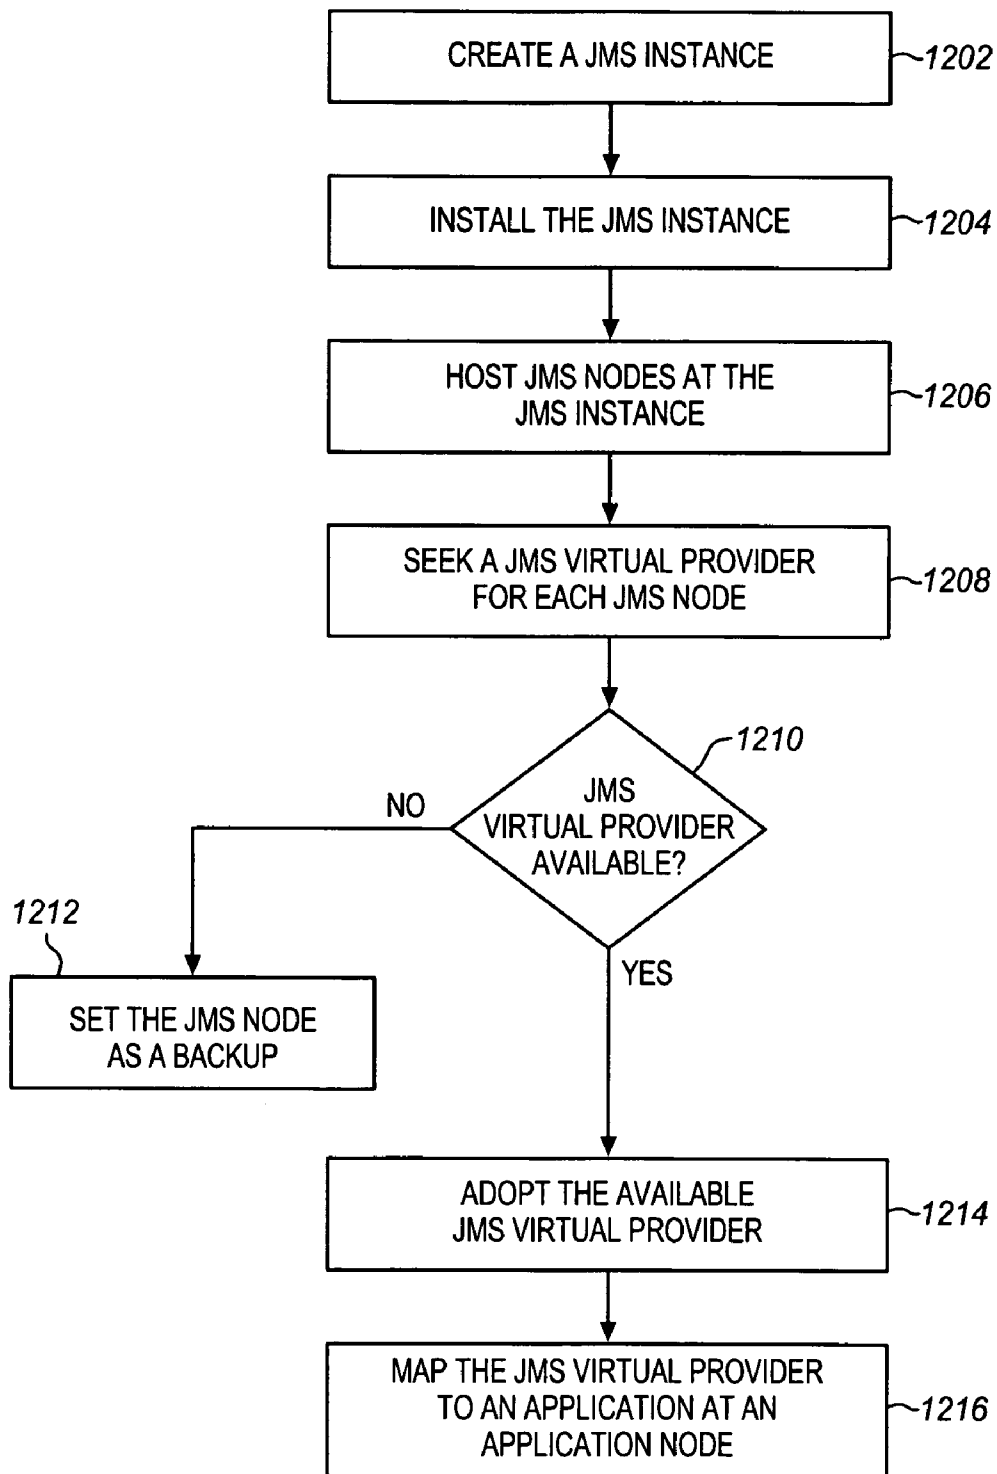 CREATE A JMS INSTANCE
1202
INSTALL THE JMS INSTANCE
1204
HOST JMS NODES AT THE
JMS INSTANCE
1206
SEEK A JMS VIRTUAL PROVIDER
FOR EACH JMS NODE
1208
1210
JMS
VIRTUAL PROVIDER
AVAILABLE?
NO
YES
1212
SET THE JMS NODE
AS A BACKUP
ADOPT THE AVAILABLE
JMS VIRTUAL PROVIDER
1214
MAP THE JMS VIRTUAL PROVIDER
TO AN APPLICATION AT AN
APPLICATION NODE
1216